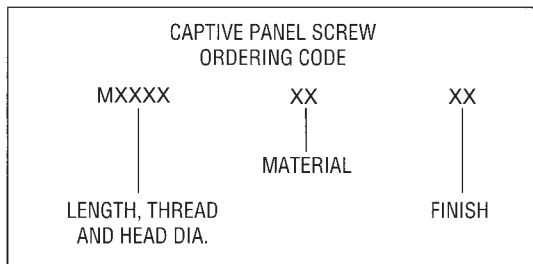 CAPTIVE PANEL SCREW
ORDERING CODE
MXXXX XX XX
MATERIAL
LENGTH, THREAD FINISH
AND HEAD DIA.